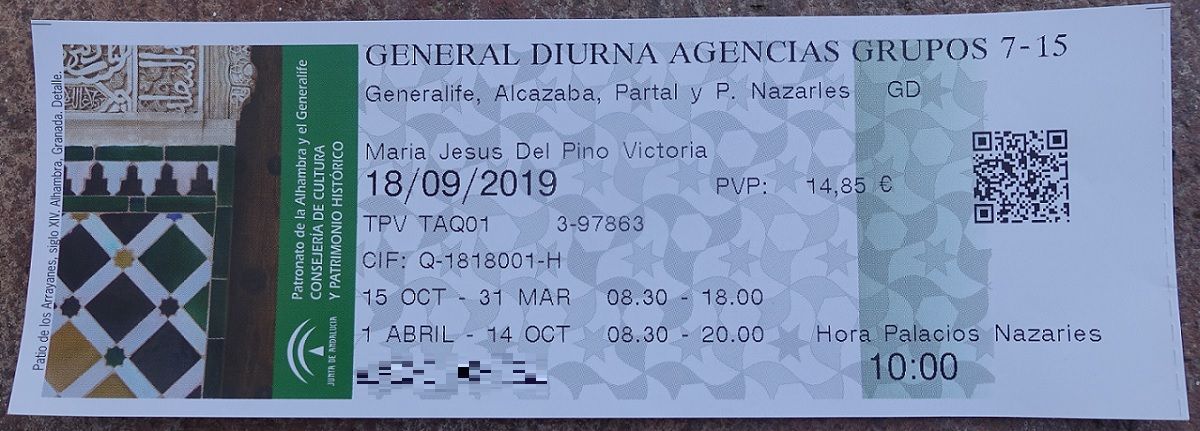 Patio de los Arrayanes, siglo XIV. Alhambra. Granada. Detalle.
Patronato de la Alhambra y el Generalife
CONSEJERÍA DE CULTURA
Y PATRIMONIO HISTÓRICO
JUNTA DE ANDALUCIA
GENERAL DIURNA AGENCIAS GRUPOS 7-15
Generalife, Alcazaba, Partal y P. Nazarles GD
Maria Jesus Del Pino Victoria
18/09/2019 PVP: 14,85 €
TPV TAQ01 3-97863
CIF: Q-1818001-H
15 OCT - 31 MAR 08.30 - 18.00
1 ABRIL - 14 OCT 08.30 - 20.00 Hora Palacios Nazaries
10:00